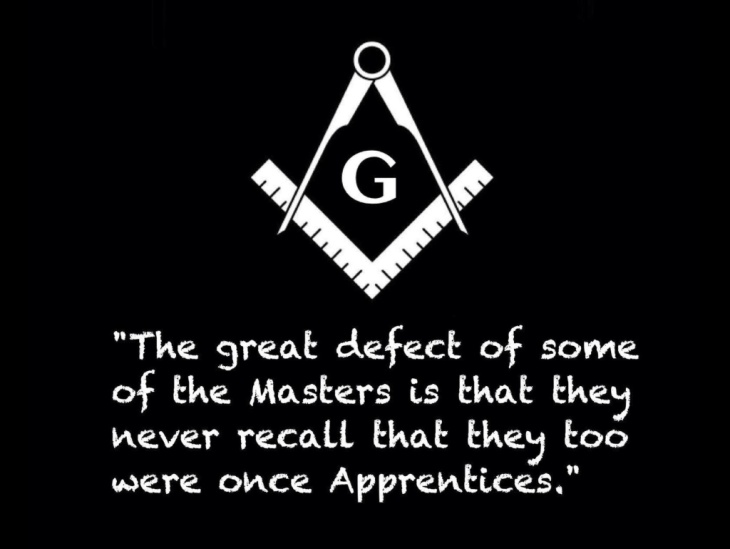 G
"The great defect of some
of the Masters is that they
never recall that they too
were once Apprentices."